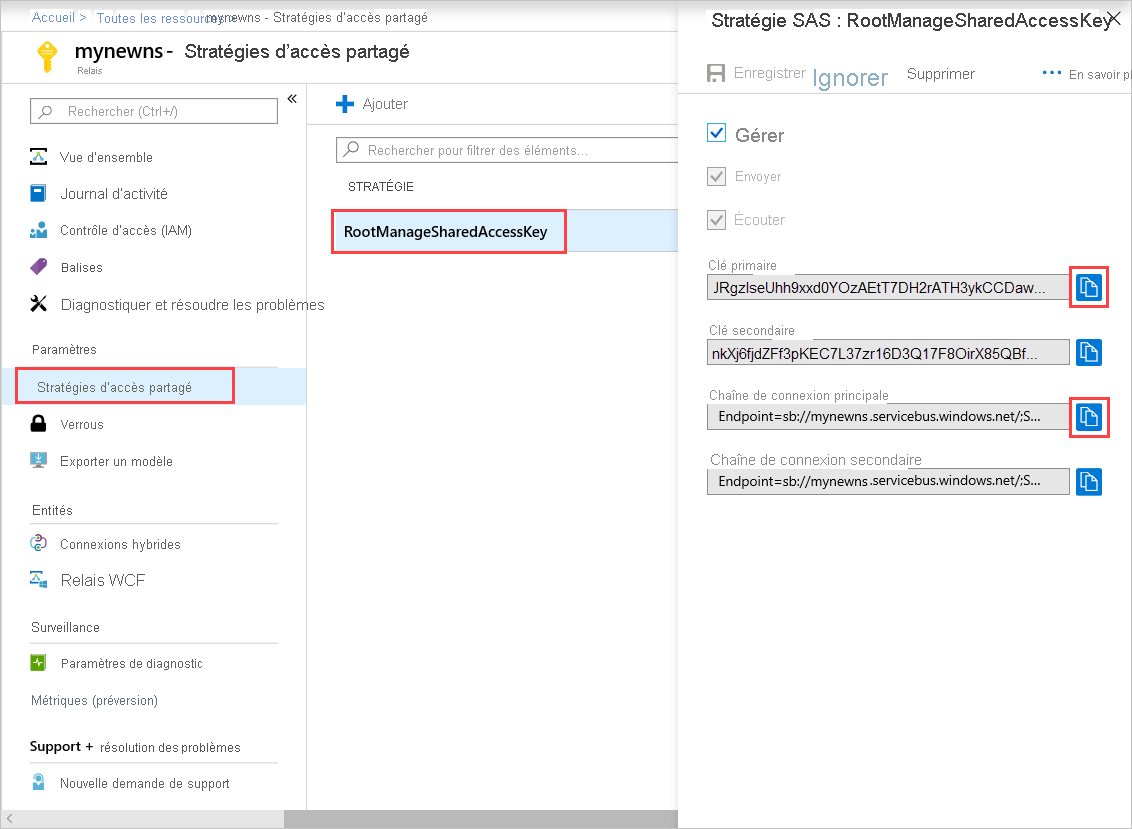 Accueil > Toutes les ressources > mynewns - Stratégies d'accès partagé
mynewns - Stratégies d'accès partagé
Relais
Rechercher (Ctrl+/)
«
Vue d'ensemble
Journal d'activité
Contrôle d'accès (IAM)
Balises
Diagnostiquer et résoudre les problèmes
Paramètres
Stratégies d'accès partagé
Verrous
Exporter un modèle
Entités
Connexions hybrides
Relais WCF
Surveillance
Paramètres de diagnostic
Métriques (préversion)
Support + résolution des problèmes
Nouvelle demande de support
Ajouter
Rechercher pour filtrer des éléments...
STRATÉGIE
RootManageSharedAccessKey
Stratégie SAS : RootManageSharedAccessKey
Enregistrer Ignorer Supprimer ... En savoir pl
Gérer
Envoyer
Écouter
Clé primaire
JRgzIseUhh9xxd0YOzAEtT7DH2rATH3ykCCDaw...
Clé secondaire
nkXj6fjdZFf3pKEC7L37zr16D3Q17F8OirX85QBf...
Chaîne de connexion principale
Endpoint=sb://mynewns.servicebus.windows.net/;S...
Chaîne de connexion secondaire
Endpoint=sb://mynewns.servicebus.windows.net/;S...